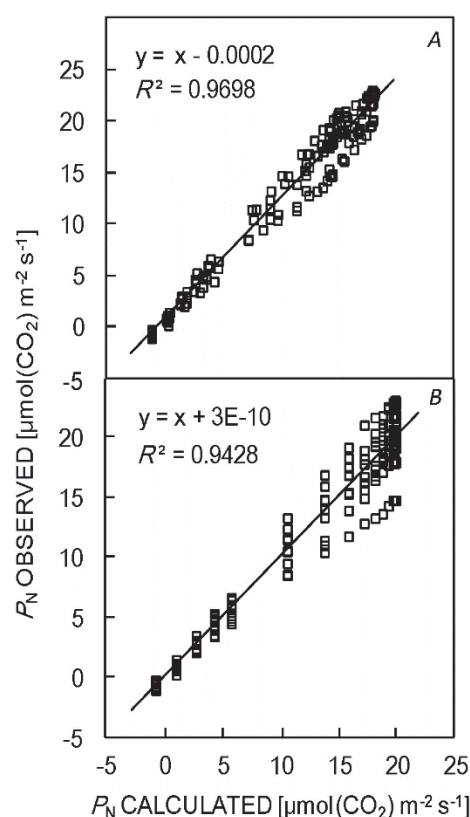 A
y = x - 0.0002
R² = 0.9698
25
20
15
10
5
0
-5
B
y = x + 3E-10
R² = 0.9428
20
15
10
5
0
-5
-5 0 5 10 15 20 25
P_N OBSERVED [µmol(CO₂) m⁻² s⁻¹]
P_N CALCULATED [µmol(CO₂) m⁻² s⁻¹]